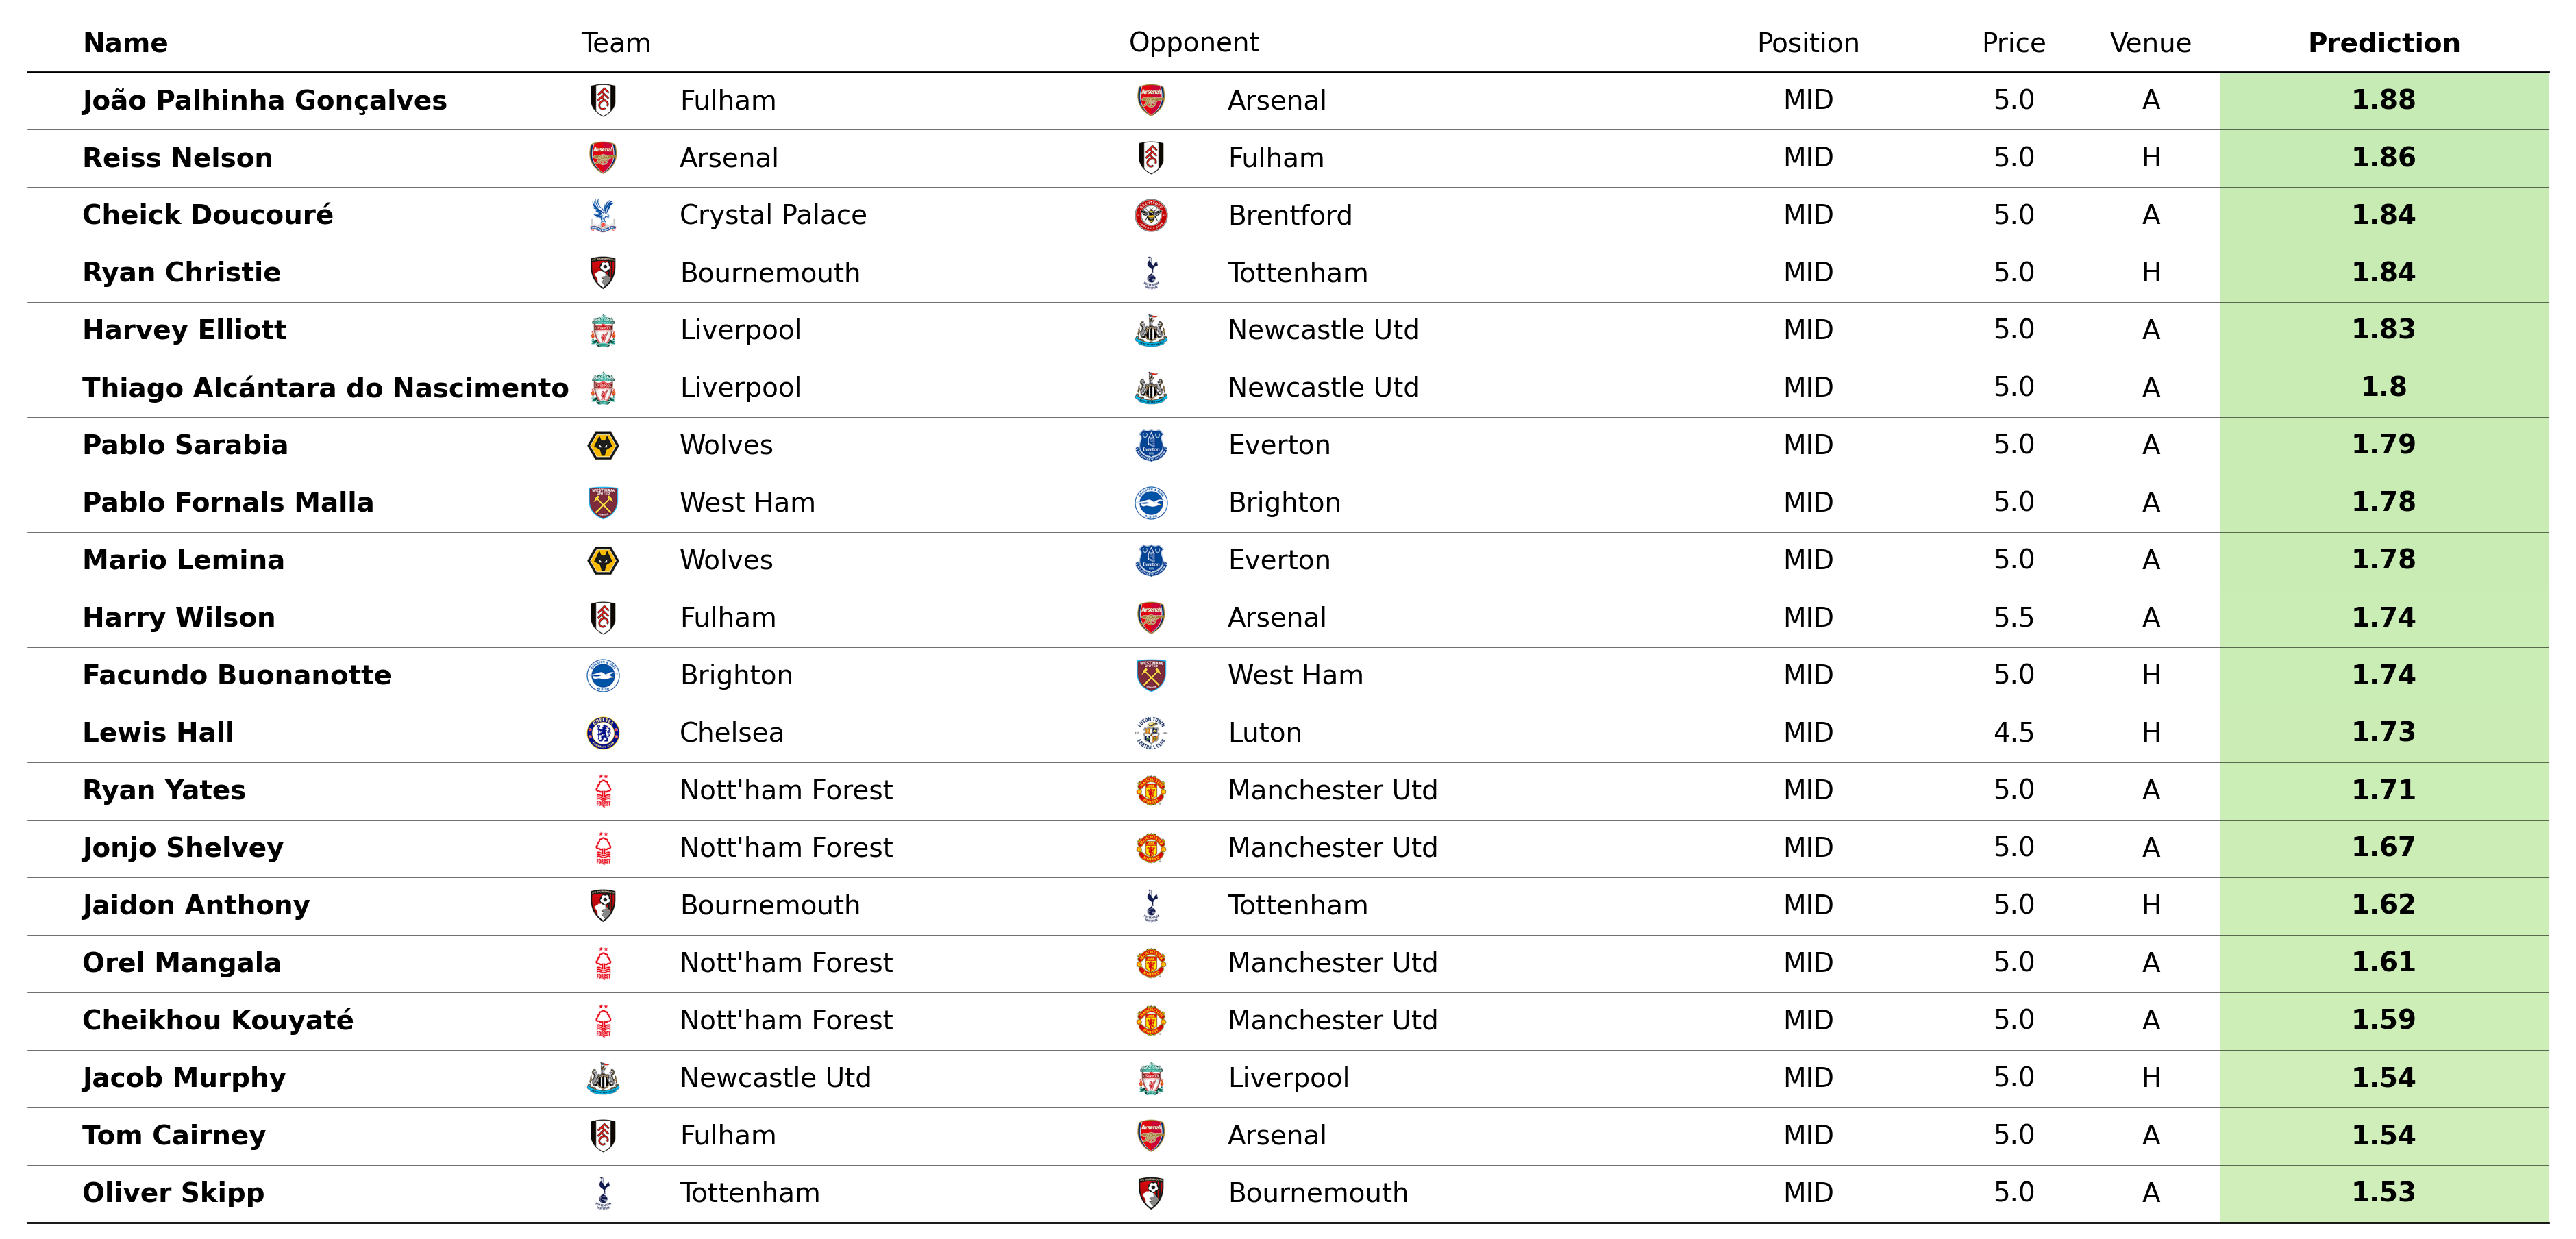 Name Team Opponent Position Price Venue Prediction
João Palhinha Gonçalves Fulham Arsenal MID 5.0 A 1.88
Reiss Nelson Arsenal Fulham MID 5.0 H 1.86
Cheick Doucouré Crystal Palace Brentford MID 5.0 A 1.84
Ryan Christie Bournemouth Tottenham MID 5.0 H 1.84
Harvey Elliott Liverpool Newcastle Utd MID 5.0 A 1.83
Thiago Alcántara do Nascimento Liverpool Newcastle Utd MID 5.0 A 1.8
Pablo Sarabia Wolves Everton MID 5.0 A 1.79
Pablo Fornals Malla West Ham Brighton MID 5.0 A 1.78
Mario Lemina Wolves Everton MID 5.0 A 1.78
Harry Wilson Fulham Arsenal MID 5.5 A 1.74
Facundo Buonanotte Brighton West Ham MID 5.0 H 1.74
Lewis Hall Chelsea Luton MID 4.5 H 1.73
Ryan Yates Nott'ham Forest Manchester Utd MID 5.0 A 1.71
Jonjo Shelvey Nott'ham Forest Manchester Utd MID 5.0 A 1.67
Jaidon Anthony Bournemouth Tottenham MID 5.0 H 1.62
Orel Mangala Nott'ham Forest Manchester Utd MID 5.0 A 1.61
Cheikhou Kouyaté Nott'ham Forest Manchester Utd MID 5.0 A 1.59
Jacob Murphy Newcastle Utd Liverpool MID 5.0 H 1.54
Tom Cairney Fulham Arsenal MID 5.0 A 1.54
Oliver Skipp Tottenham Bournemouth MID 5.0 A 1.53